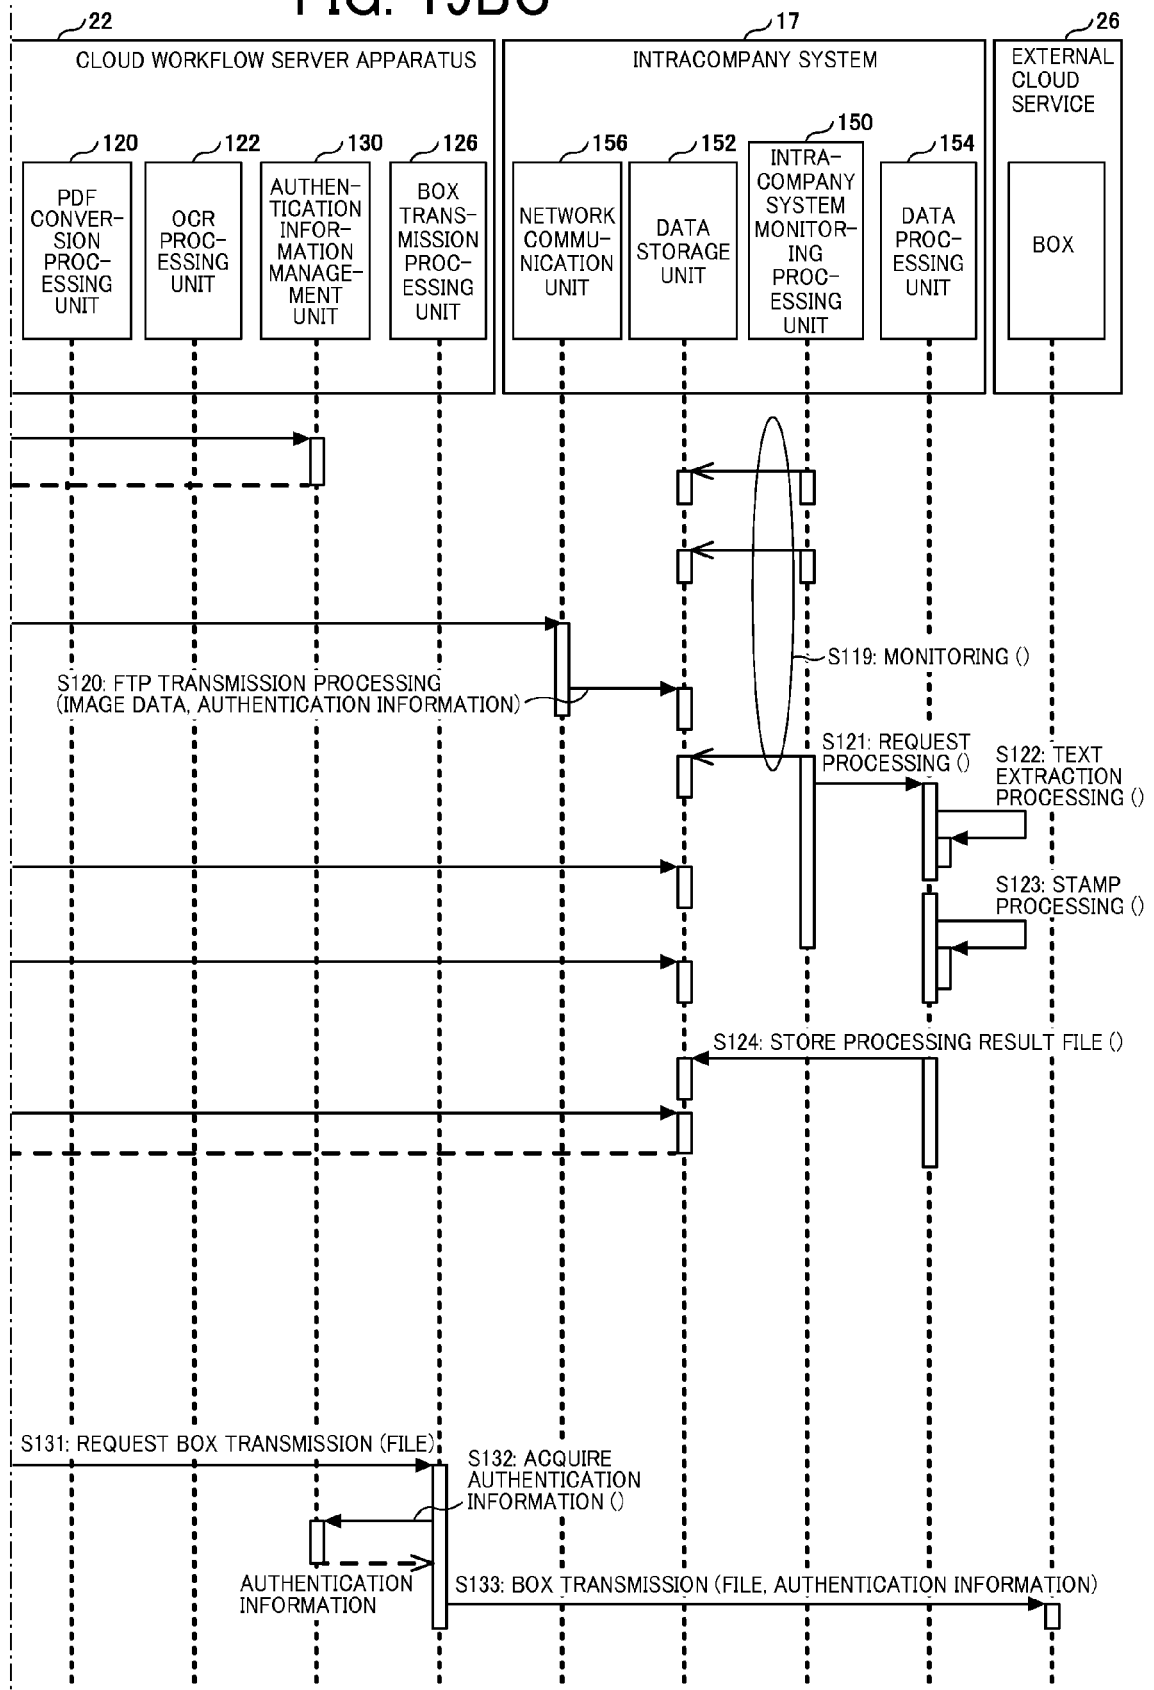 FIG. 19BC
22
17
26
CLOUD WORKFLOW SERVER APPARATUS
INTRACOMPANY SYSTEM
EXTERNAL
CLOUD
SERVICE
120
122
130
126
156
152
150
154
PDF
CONVER-
SION
PROC-
ESSING
UNIT
OCR
PROC-
ESSING
UNIT
AUTHEN-
TICATION
INFOR-
MATION
MANAGE-
MENT
UNIT
BOX
TRANS-
MISSION
PROC-
ESSING
UNIT
NETWORK
COMMU-
NICATION
UNIT
DATA
STORAGE
UNIT
INTRA-
COMPANY
SYSTEM
MONITOR-
ING
PROC-
ESSING
UNIT
DATA
PROC-
ESSING
UNIT
BOX
S119: MONITORING ()
S120: FTP TRANSMISSION PROCESSING
(IMAGE DATA, AUTHENTICATION INFORMATION)
S121: REQUEST
PROCESSING ()
S122: TEXT
EXTRACTION
PROCESSING ()
S123: STAMP
PROCESSING ()
S124: STORE PROCESSING RESULT FILE ()
S131: REQUEST BOX TRANSMISSION (FILE)
S132: ACQUIRE
AUTHENTICATION
INFORMATION ()
AUTHENTICATION
INFORMATION
S133: BOX TRANSMISSION (FILE, AUTHENTICATION INFORMATION)